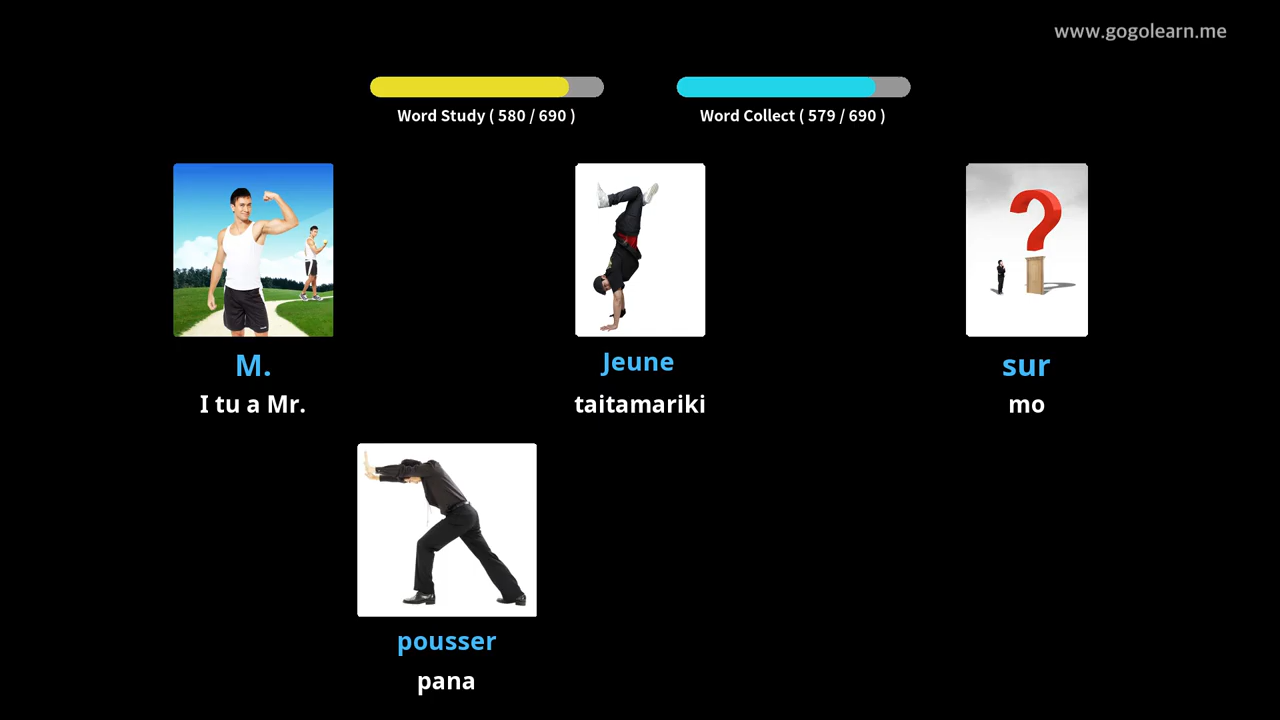 www.gogolearn.me
Word Study ( 580 / 690 )
Word Collect ( 579 / 690 )
M.
I tu a Mr.
Jeune
taitamariki
sur
mo
pousser
pana